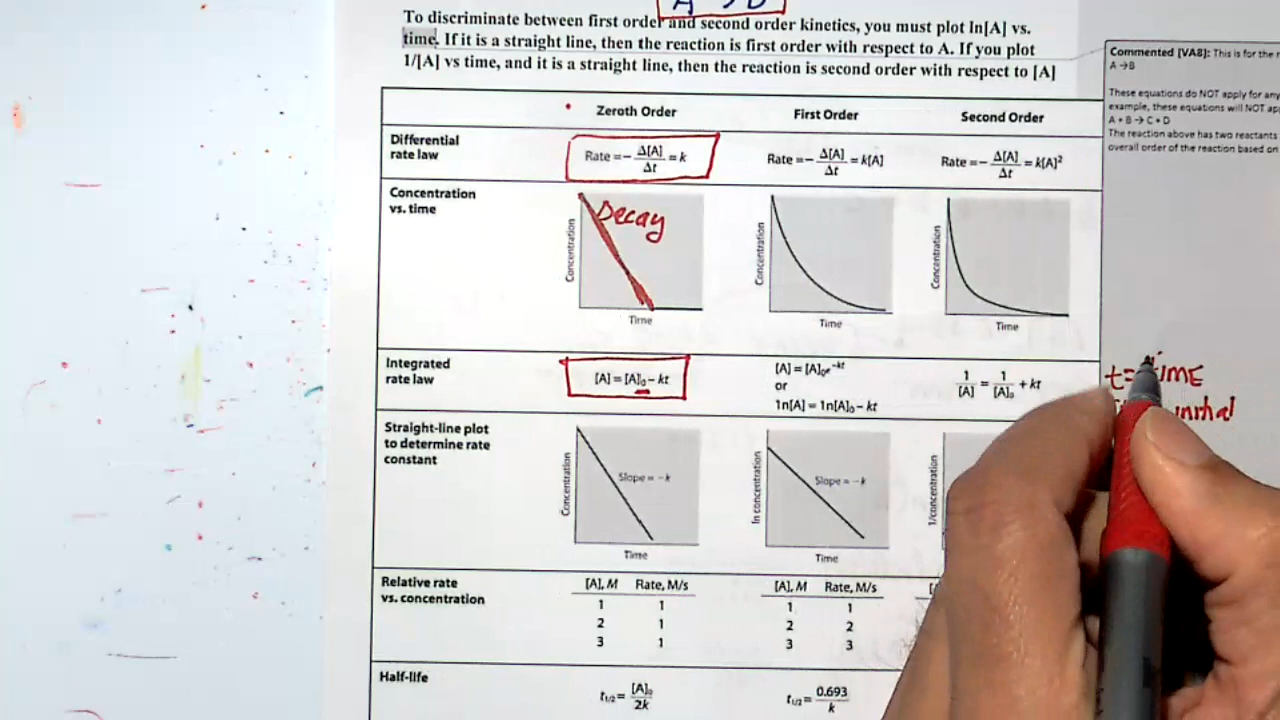 A → B
To discriminate between first order and second order kinetics, you must plot ln[A] vs.
time. If it is a straight line, then the reaction is first order with respect to A. If you plot
1/[A] vs time, and it is a straight line, then the reaction is second order with respect to [A]
Commented [VA8]: This is for the
A → B
These equations do NOT apply for any
example, these equations will NOT
A + B → C + D
The reaction above has two reactants
overall order of the reaction based on
Zeroth Order First Order Second Order
Differential
rate law
Rate = − Δ[A]/Δt = k
Rate = − Δ[A]/Δt = k[A]
Rate = − Δ[A]/Δt = k[A]²
Concentration
vs. time
Decay
Concentration
Time
Concentration
Time
Concentration
Time
Integrated
rate law
[A] = [A]₀ − kt
[A] = [A]₀e⁻ᵏᵗ
or
1n[A] = 1n[A]₀ − kt
1/[A] = 1/[A]₀ + kt
t = time
initial
Straight-line plot
to determine rate
constant
Concentration
Slope = −k
Time
ln concentration
Slope = −k
Time
1/concentration
Relative rate
vs. concentration
[A], M Rate, M/s
1 1
2 1
3 1
[A], M Rate, M/s
1 1
2 2
3 3
Half-life
t₁/₂ = [A]₀/2k
t₁/₂ = 0.693/k